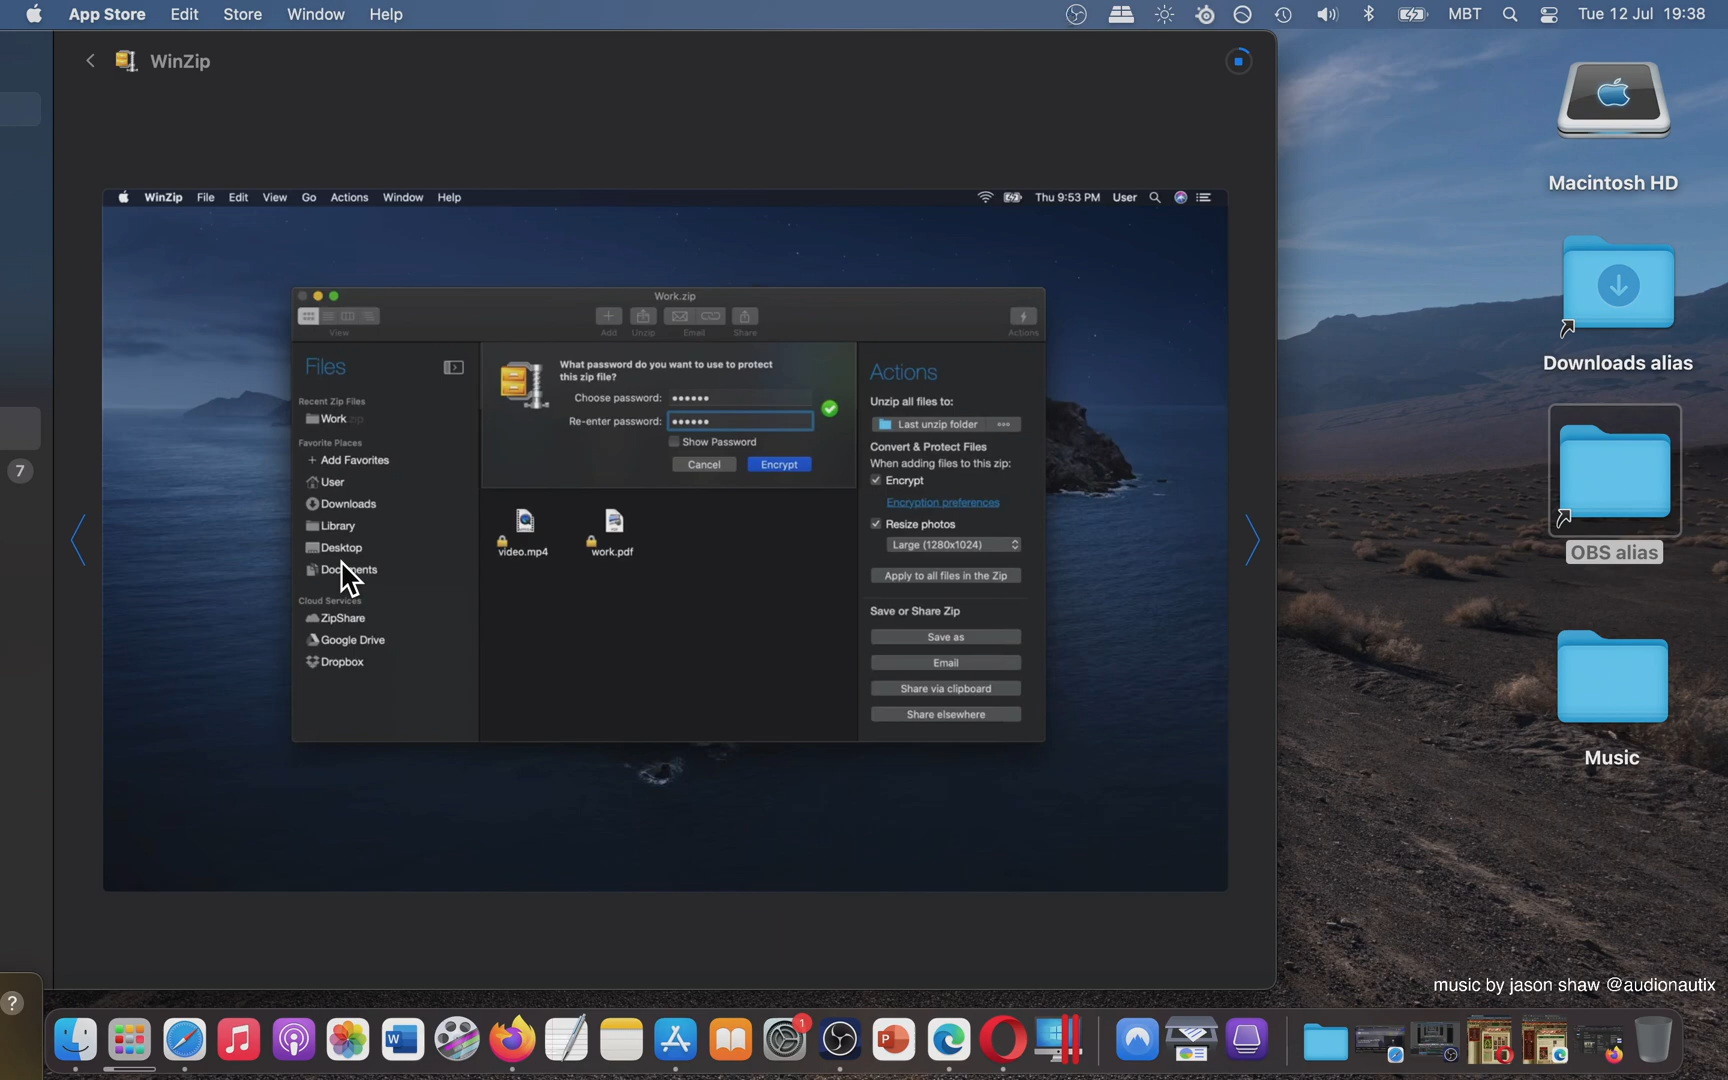 App Store Edit Store Window Help
MBT Tue 12 Jul 19:38
WinZip
WinZip File Edit View Go Actions Window Help
Thu 9:53 PM User
Work.zip
View
Add Unzip Email Share
Actions
Files
What password do you want to use to protect
this zip file?
Choose password: ••••••
Re-enter password: ••••••
Show Password
Cancel Encrypt
Recent Zip Files
Work.zip
Favorite Places
Add Favorites
User
Downloads
Library
Desktop
Documents
Cloud Services
ZipShare
Google Drive
Dropbox
video.mp4 work.pdf
Actions
Unzip all files to:
Last unzip folder
Convert & Protect Files
When adding files to this zip:
Encrypt
Encryption preferences
Resize photos
Large (1280x1024)
Apply to all files in the Zip
Save or Share Zip
Save as
Email
Share via clipboard
Share elsewhere
7
?
Macintosh HD
Downloads alias
OBS alias
Music
music by jason shaw @audionautix
W
1
P